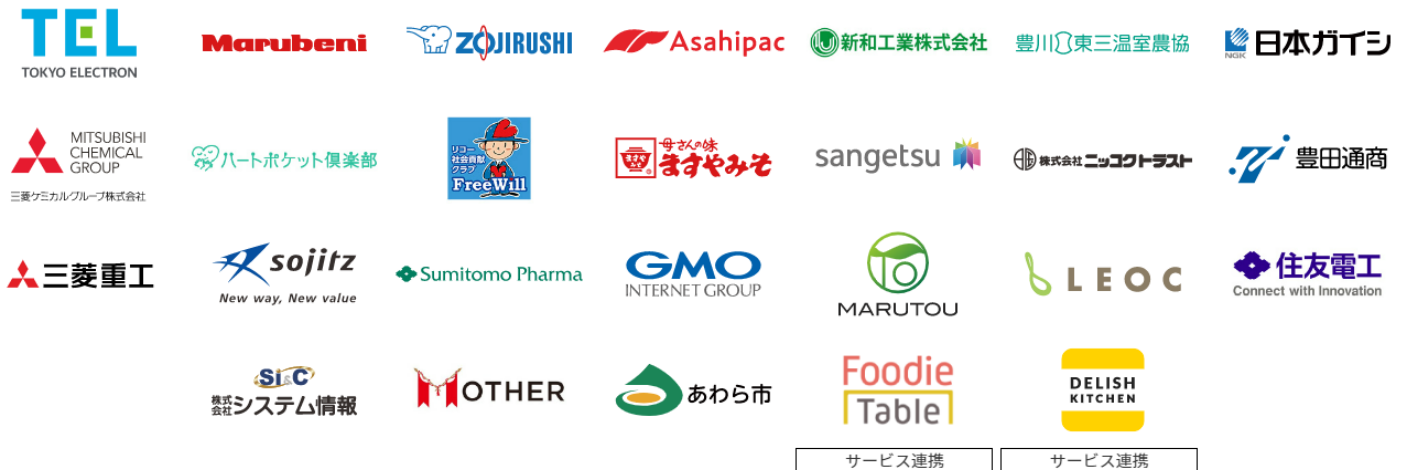 TEL
TOKYO ELECTRON
Marubeni
ZOJIRUSHI
Asahipac
新和工業株式会社
豊川東三温室農協
NGK
日本ガイシ
MITSUBISHI
CHEMICAL
GROUP
三菱ケミカルグループ株式会社
ハートポケット倶楽部
リコー
社会貢献
クラブ
FreeWill
ますや
みそ
母さんの味
ますやみそ
sangetsu
株式会社ニッコクトラスト
豊田通商
三菱重工
sojitz
New way, New value
Sumitomo Pharma
GMO
INTERNET GROUP
TO
MARUTOU
LEOC
住友電工
Connect with Innovation
SI&C
株式会社システム情報
MOTHER
あわら市
Foodie
Table
DELISH
KITCHEN
サービス連携
サービス連携